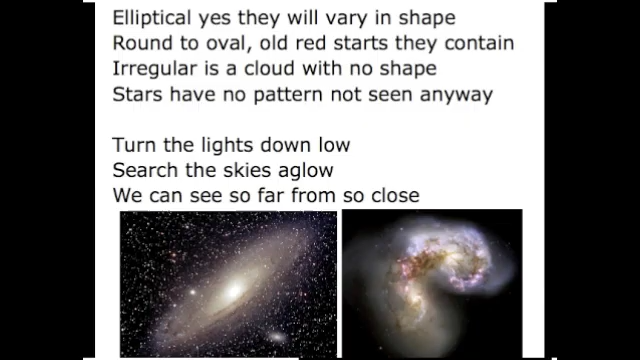 Elliptical yes they will vary in shape
Round to oval, old red starts they contain
Irregular is a cloud with no shape
Stars have no pattern not seen anyway
Turn the lights down low
Search the skies aglow
We can see so far from so close